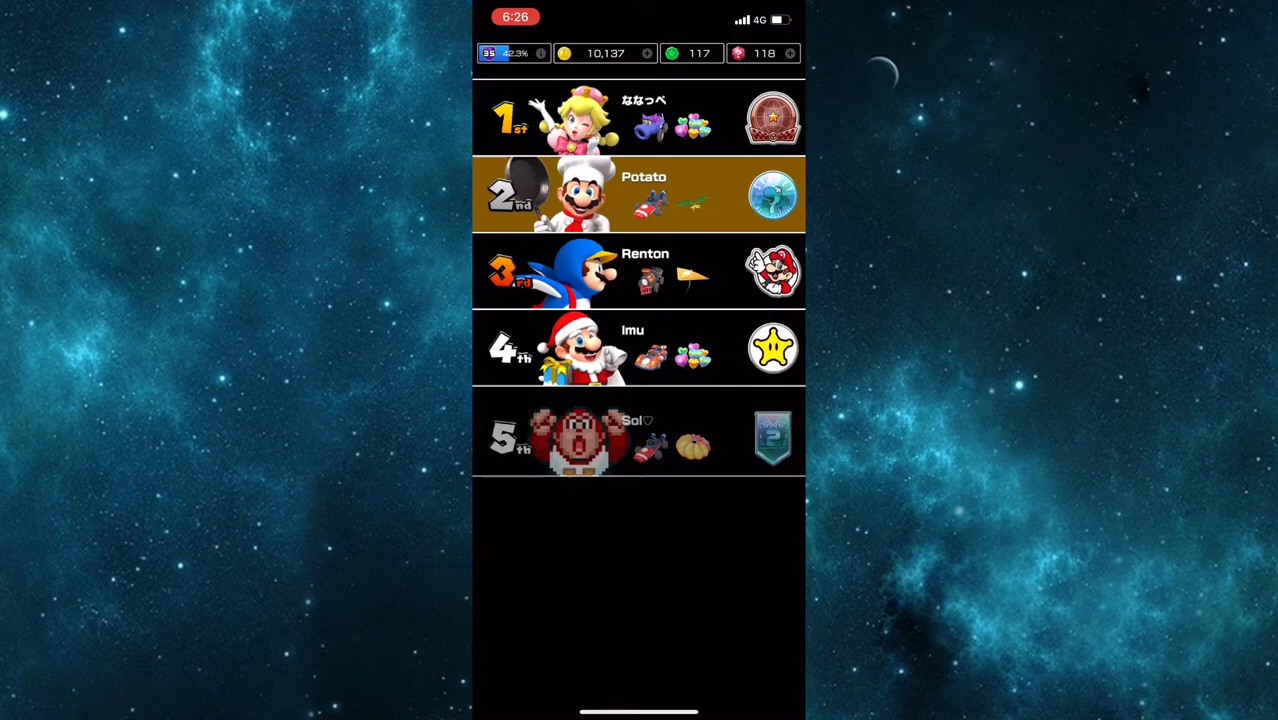 6:26
4G
35 42.3% 10,137 117 118
1st ななっぺ
2nd Potato
3rd Renton
4th Imu
5th Sol♡
2